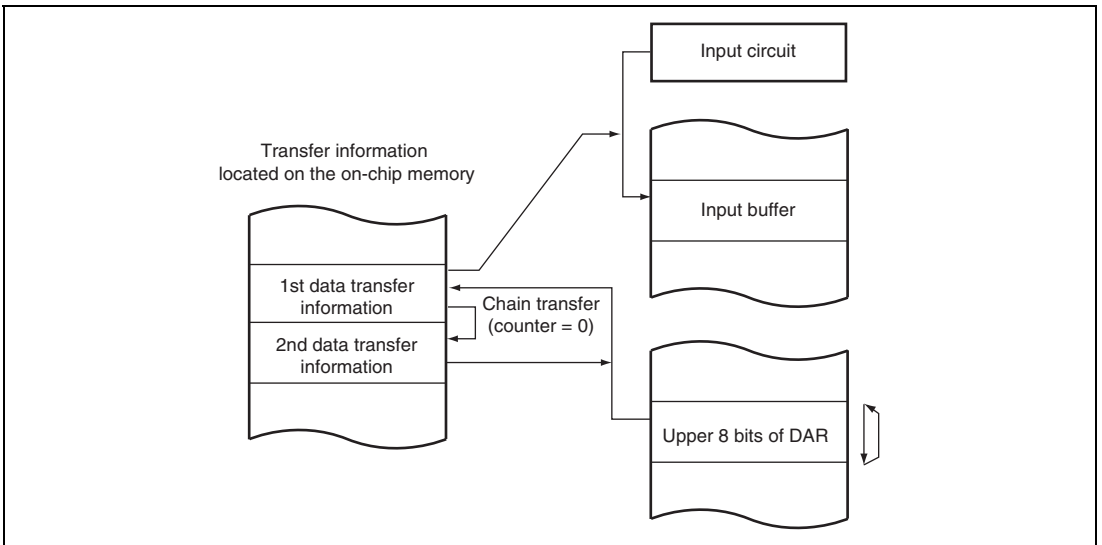 Input circuit
Transfer information
located on the on-chip memory
Input buffer
1st data transfer
information
Chain transfer
(counter = 0)
2nd data transfer
information
Upper 8 bits of DAR